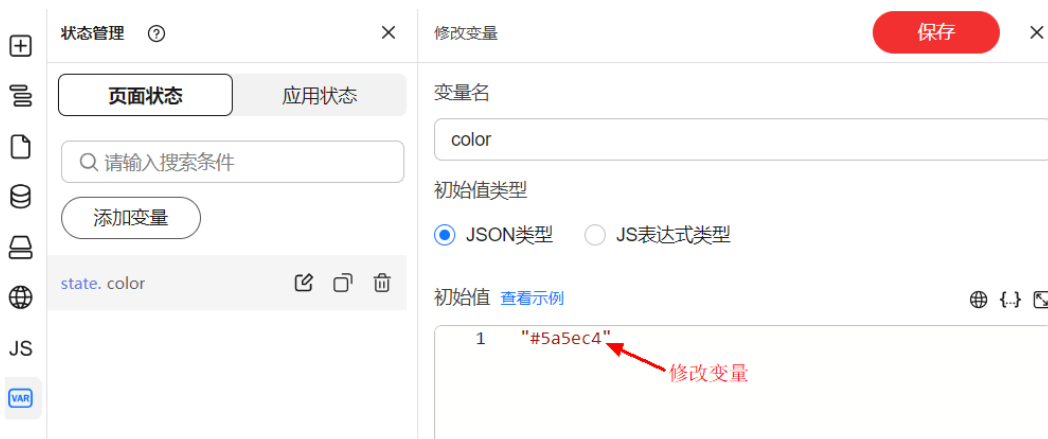 状态管理
修改变量
保存
页面状态
应用状态
变量名
color
请输入搜索条件
初始值类型
添加变量
JSON类型
JS表达式类型
state. color
初始值 查看示例
{..}
JS
1 "#5a5ec4"
修改变量
VAR